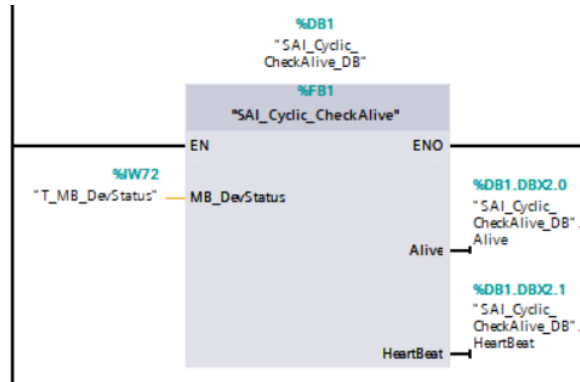 %DB1
"SAI_Cyclic_
CheckAlive_DB"
%FB1
"SAI_Cyclic_CheckAlive"
EN
ENO
%IW72
"T_MB_DevStatus"
MB_DevStatus
%DB1.DBX2.0
"SAI_Cyclic_
CheckAlive_DB".
Alive
Alive
%DB1.DBX2.1
"SAI_Cyclic_
CheckAlive_DB".
HeartBeat
HeartBeat